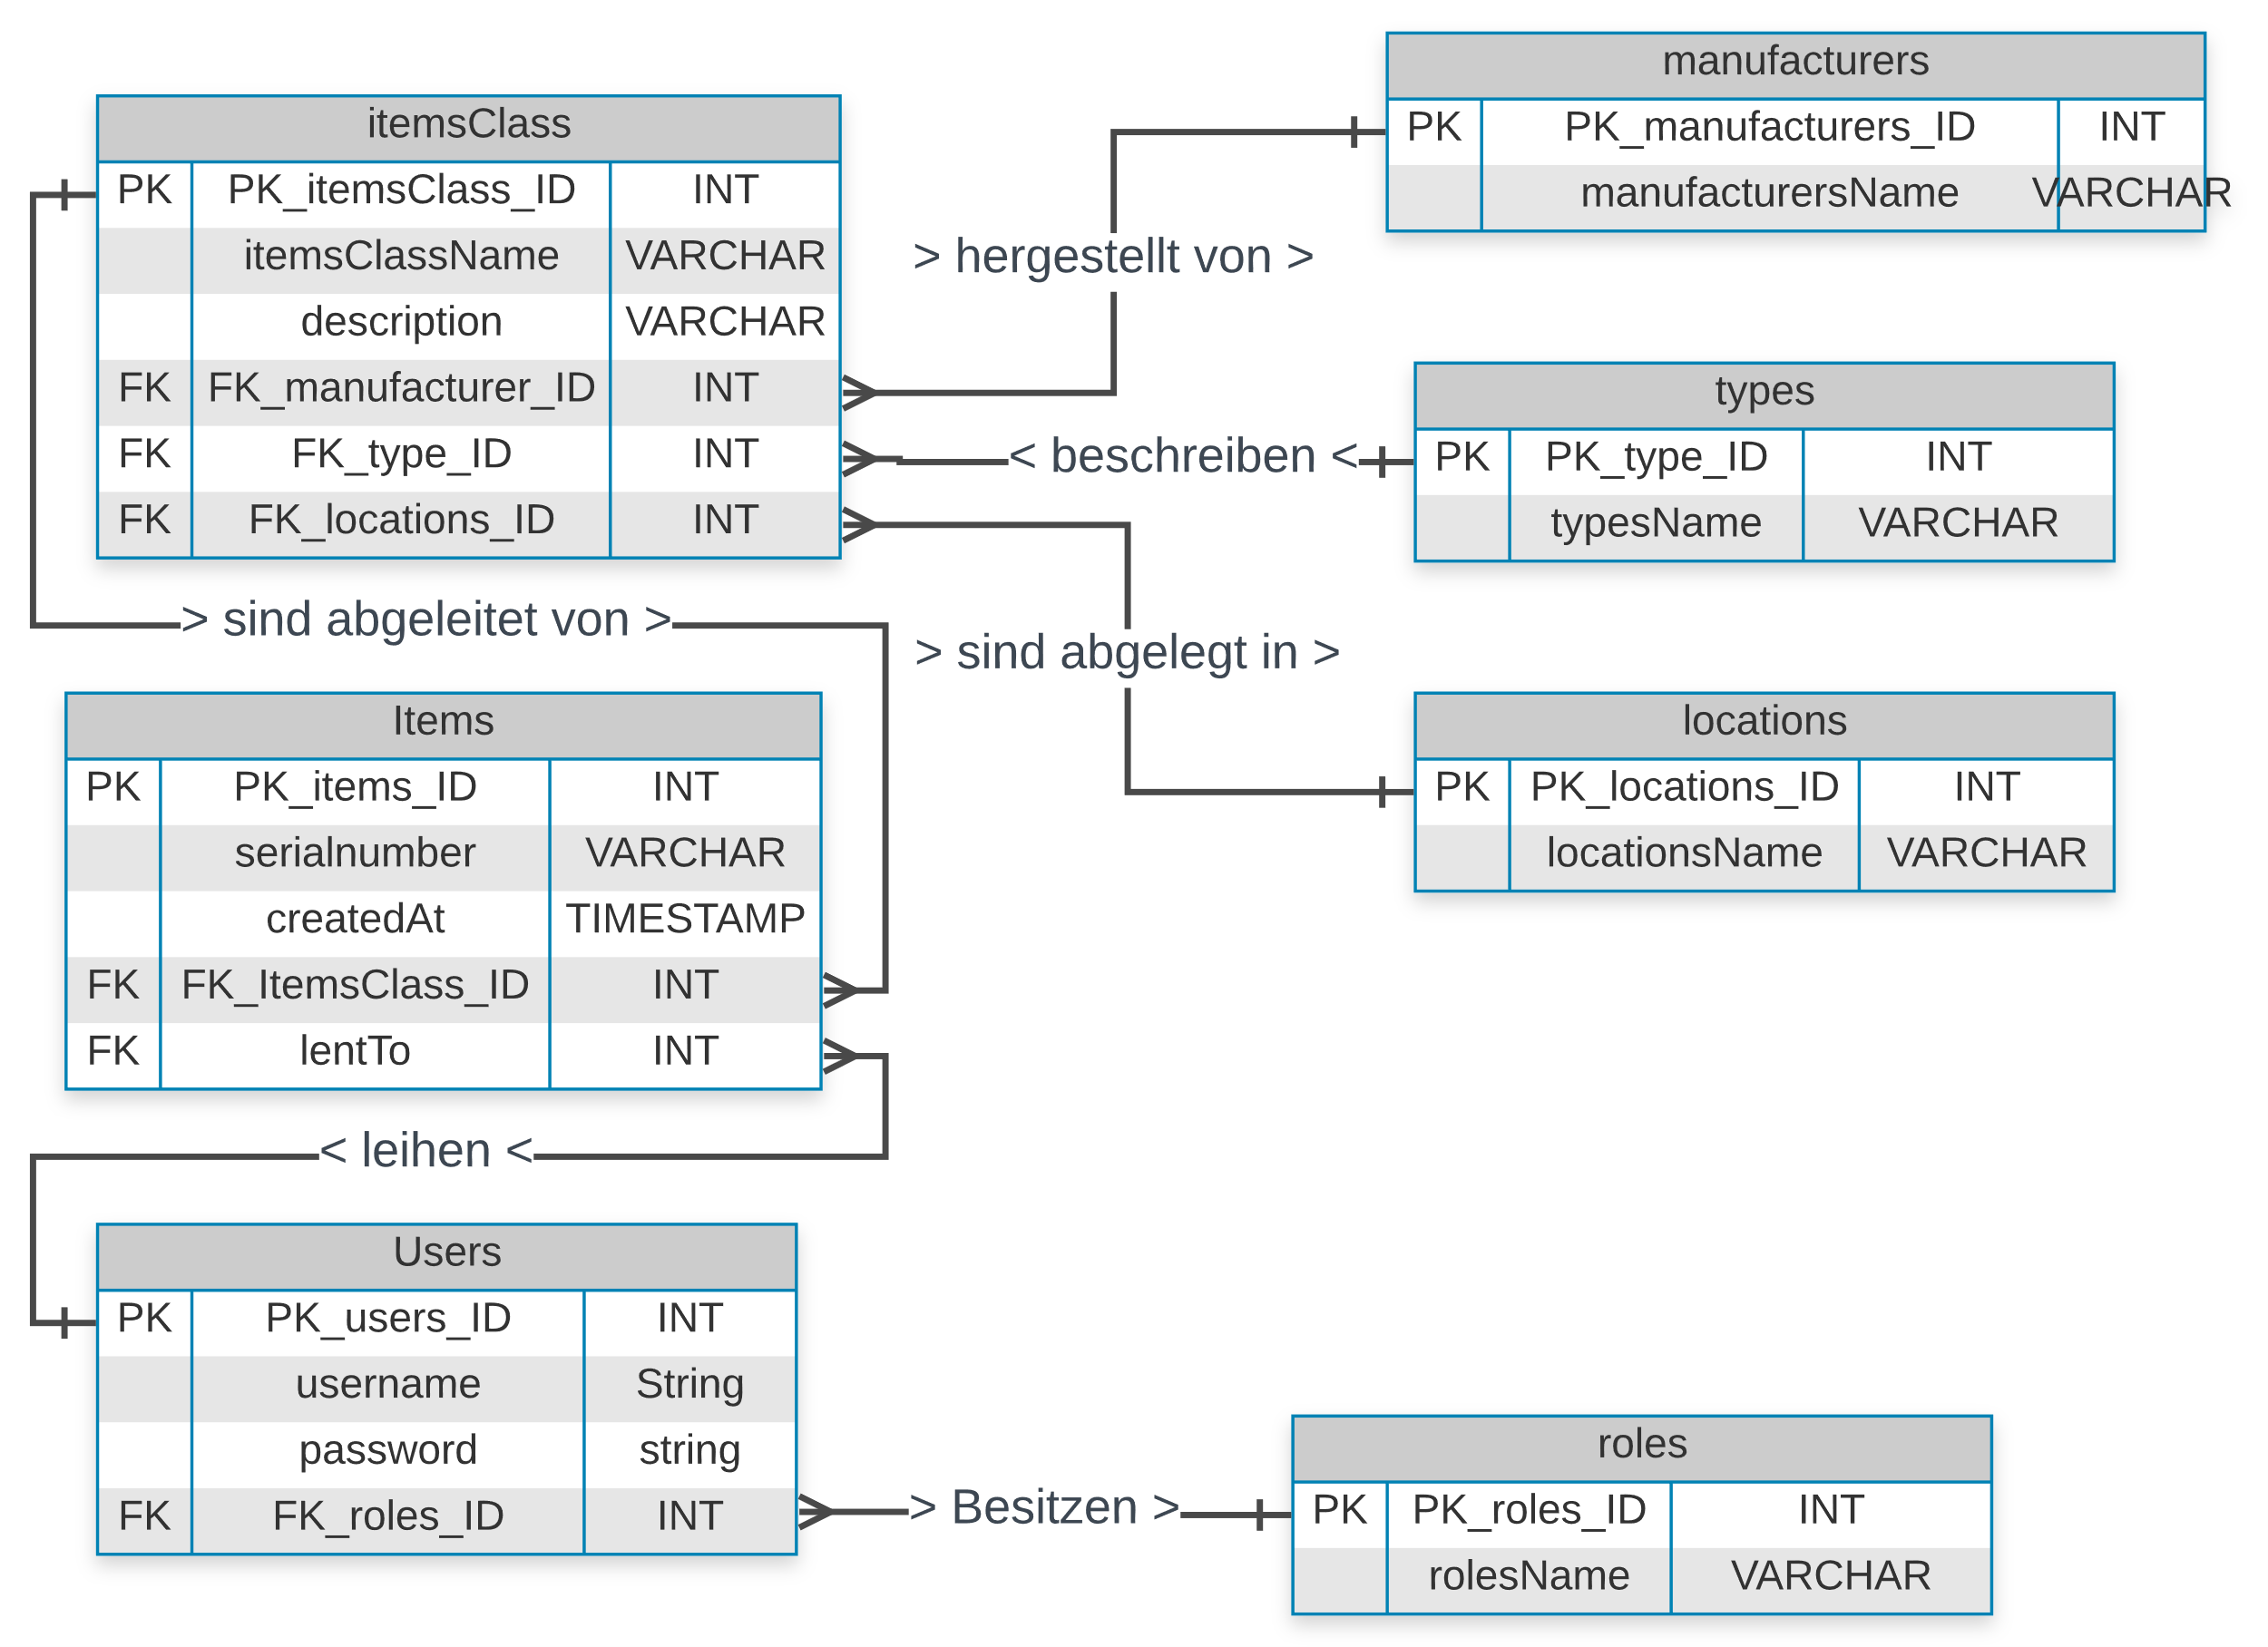 itemsClass
PK PK_itemsClass_ID INT
itemsClassName VARCHAR
description VARCHAR
FK FK_manufacturer_ID INT
FK FK_type_ID INT
FK FK_locations_ID INT
manufacturers
PK PK_manufacturers_ID INT
manufacturersName VARCHAR
> hergestellt von >
types
PK PK_type_ID INT
typesName VARCHAR
< beschreiben <
> sind abgeleitet von >
> sind abgelegt in >
Items
PK PK_items_ID INT
serialnumber VARCHAR
createdAt TIMESTAMP
FK FK_ItemsClass_ID INT
FK lentTo INT
locations
PK PK_locations_ID INT
locationsName VARCHAR
< leihen <
Users
PK PK_users_ID INT
username String
password string
FK FK_roles_ID INT
> Besitzen >
roles
PK PK_roles_ID INT
rolesName VARCHAR